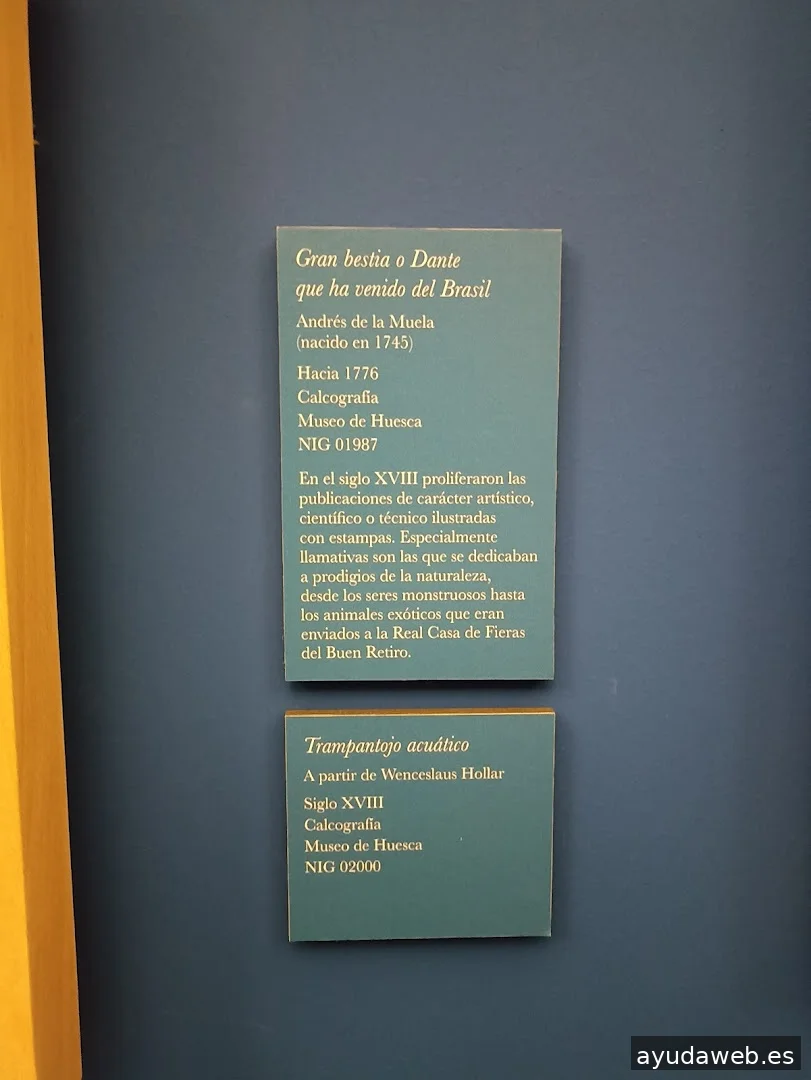 Gran bestia o Dante
que ha venido del Brasil
Andrés de la Muela
(nacido en 1745)
Hacia 1776
Calcografía
Museo de Huesca
NIG 01987
En el siglo XVIII proliferaron las
publicaciones de carácter artístico,
científico o técnico ilustradas
con estampas. Especialmente
llamativas son las que se dedicaban
a prodigios de la naturaleza,
desde los seres monstruosos hasta
los animales exóticos que eran
enviados a la Real Casa de Fieras
del Buen Retiro.
Trampantojo acuático
A partir de Wenceslaus Hollar
Siglo XVIII
Calcografía
Museo de Huesca
NIG 02000
ayudaweb.es